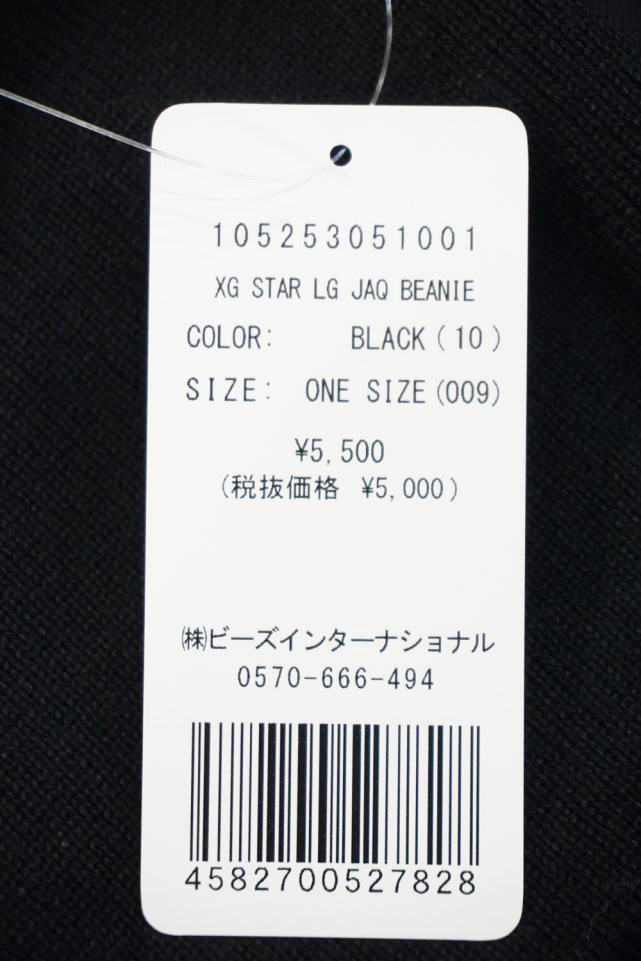 105253051001
XG STAR LG JAQ BEANIE
COLOR: BLACK(10)
SIZE: ONE SIZE(009)
¥5,500
(税抜価格 ¥5,000)
㈱ビーズインターナショナル
0570-666-494
4582700527828